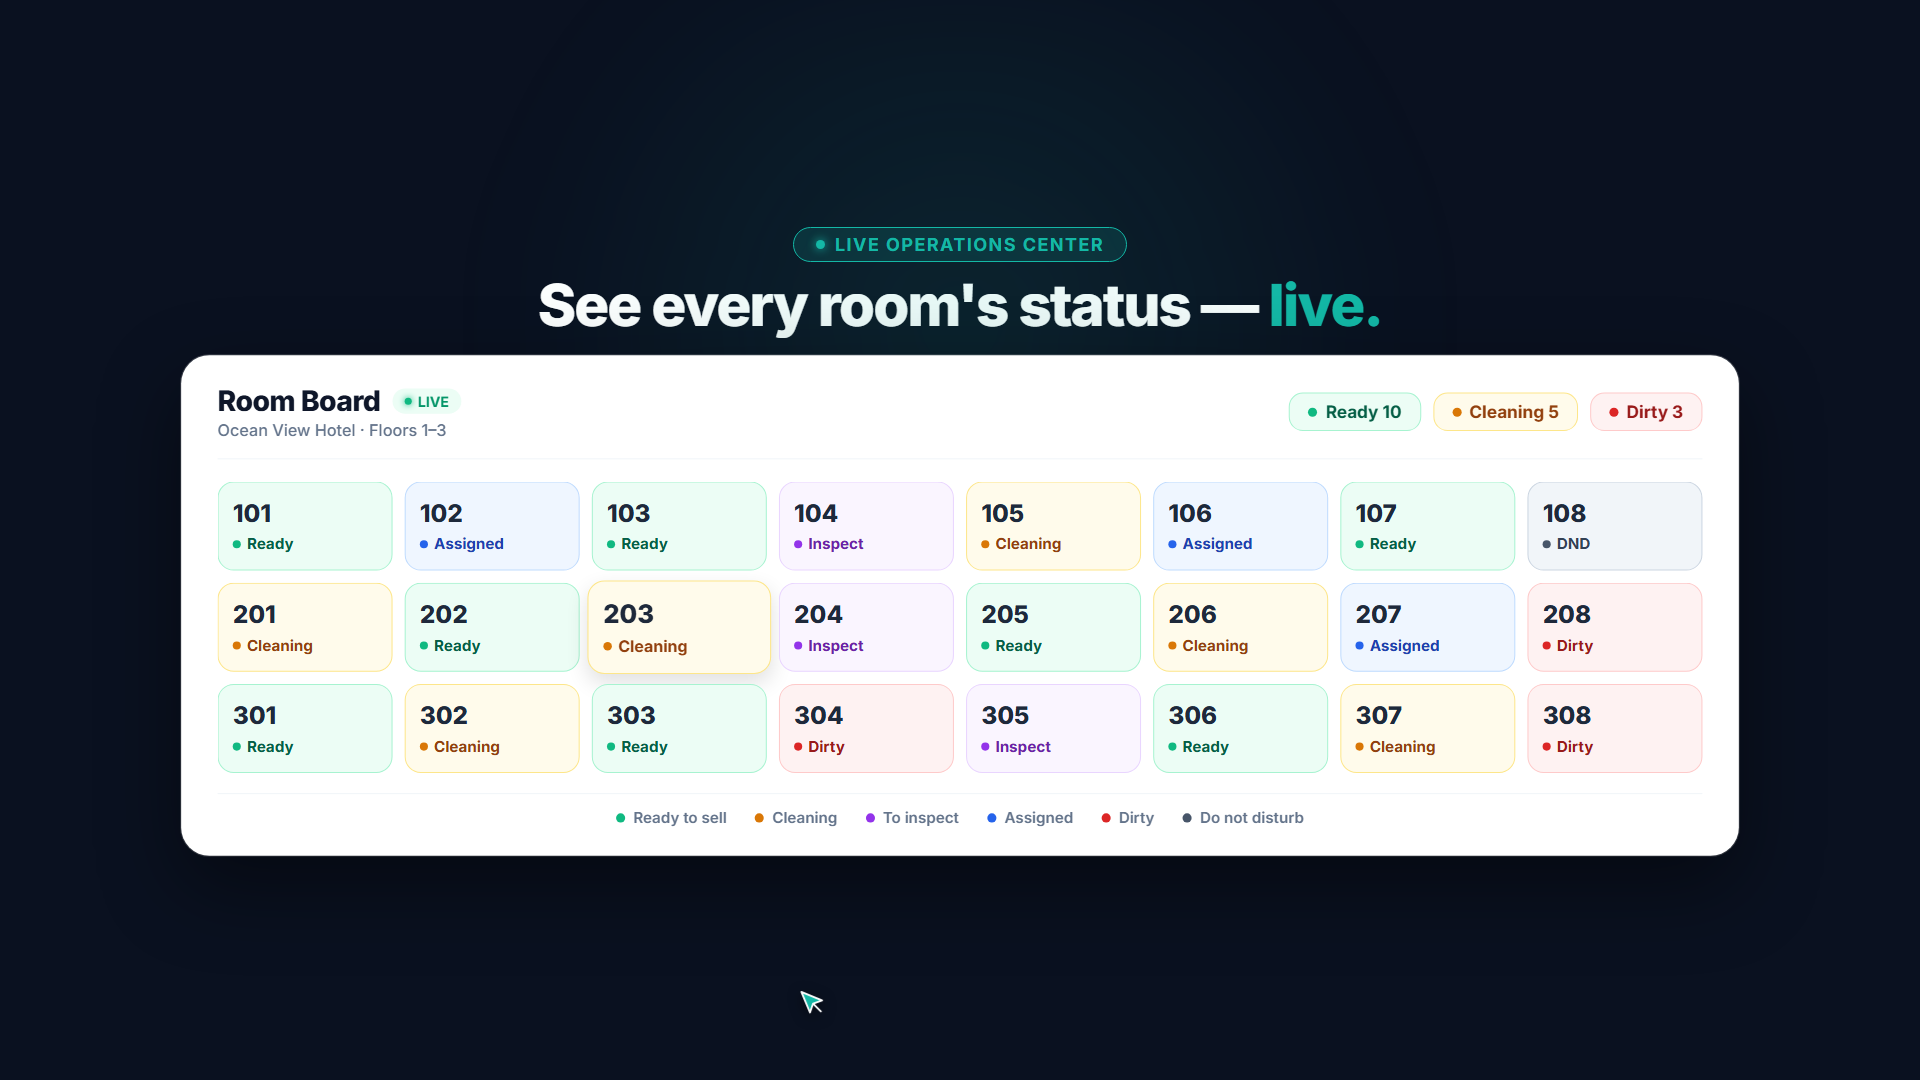 LIVE OPERATIONS CENTER
See every room's status — live.
Room Board LIVE
Ocean View Hotel · Floors 1–3
Ready 10 Cleaning 5 Dirty 3
101 102 103 104 105 106 107 108
Ready Assigned Ready Inspect Cleaning Assigned Ready DND
201 202 203 204 205 206 207 208
Cleaning Ready Cleaning Inspect Ready Cleaning Assigned Dirty
301 302 303 304 305 306 307 308
Ready Cleaning Ready Dirty Inspect Ready Cleaning Dirty
Ready to sell Cleaning To inspect Assigned Dirty Do not disturb